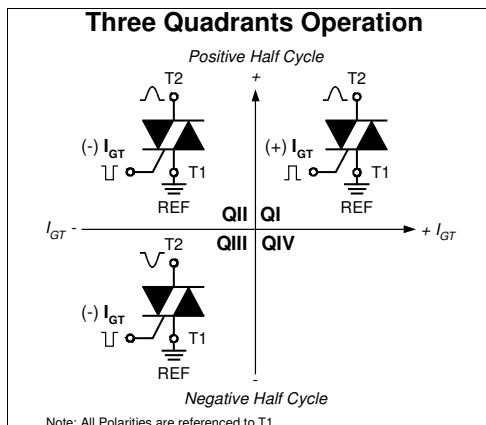 Three Quadrants Operation
Positive Half Cycle
+
T2
T2
(-) IGT
(+) IGT
T1
T1
REF
REF
QII QI
IGT -
+ IGT
QIII QIV
T2
(-) IGT
T1
REF
-
Negative Half Cycle
Note: All Polarities are referenced to T1